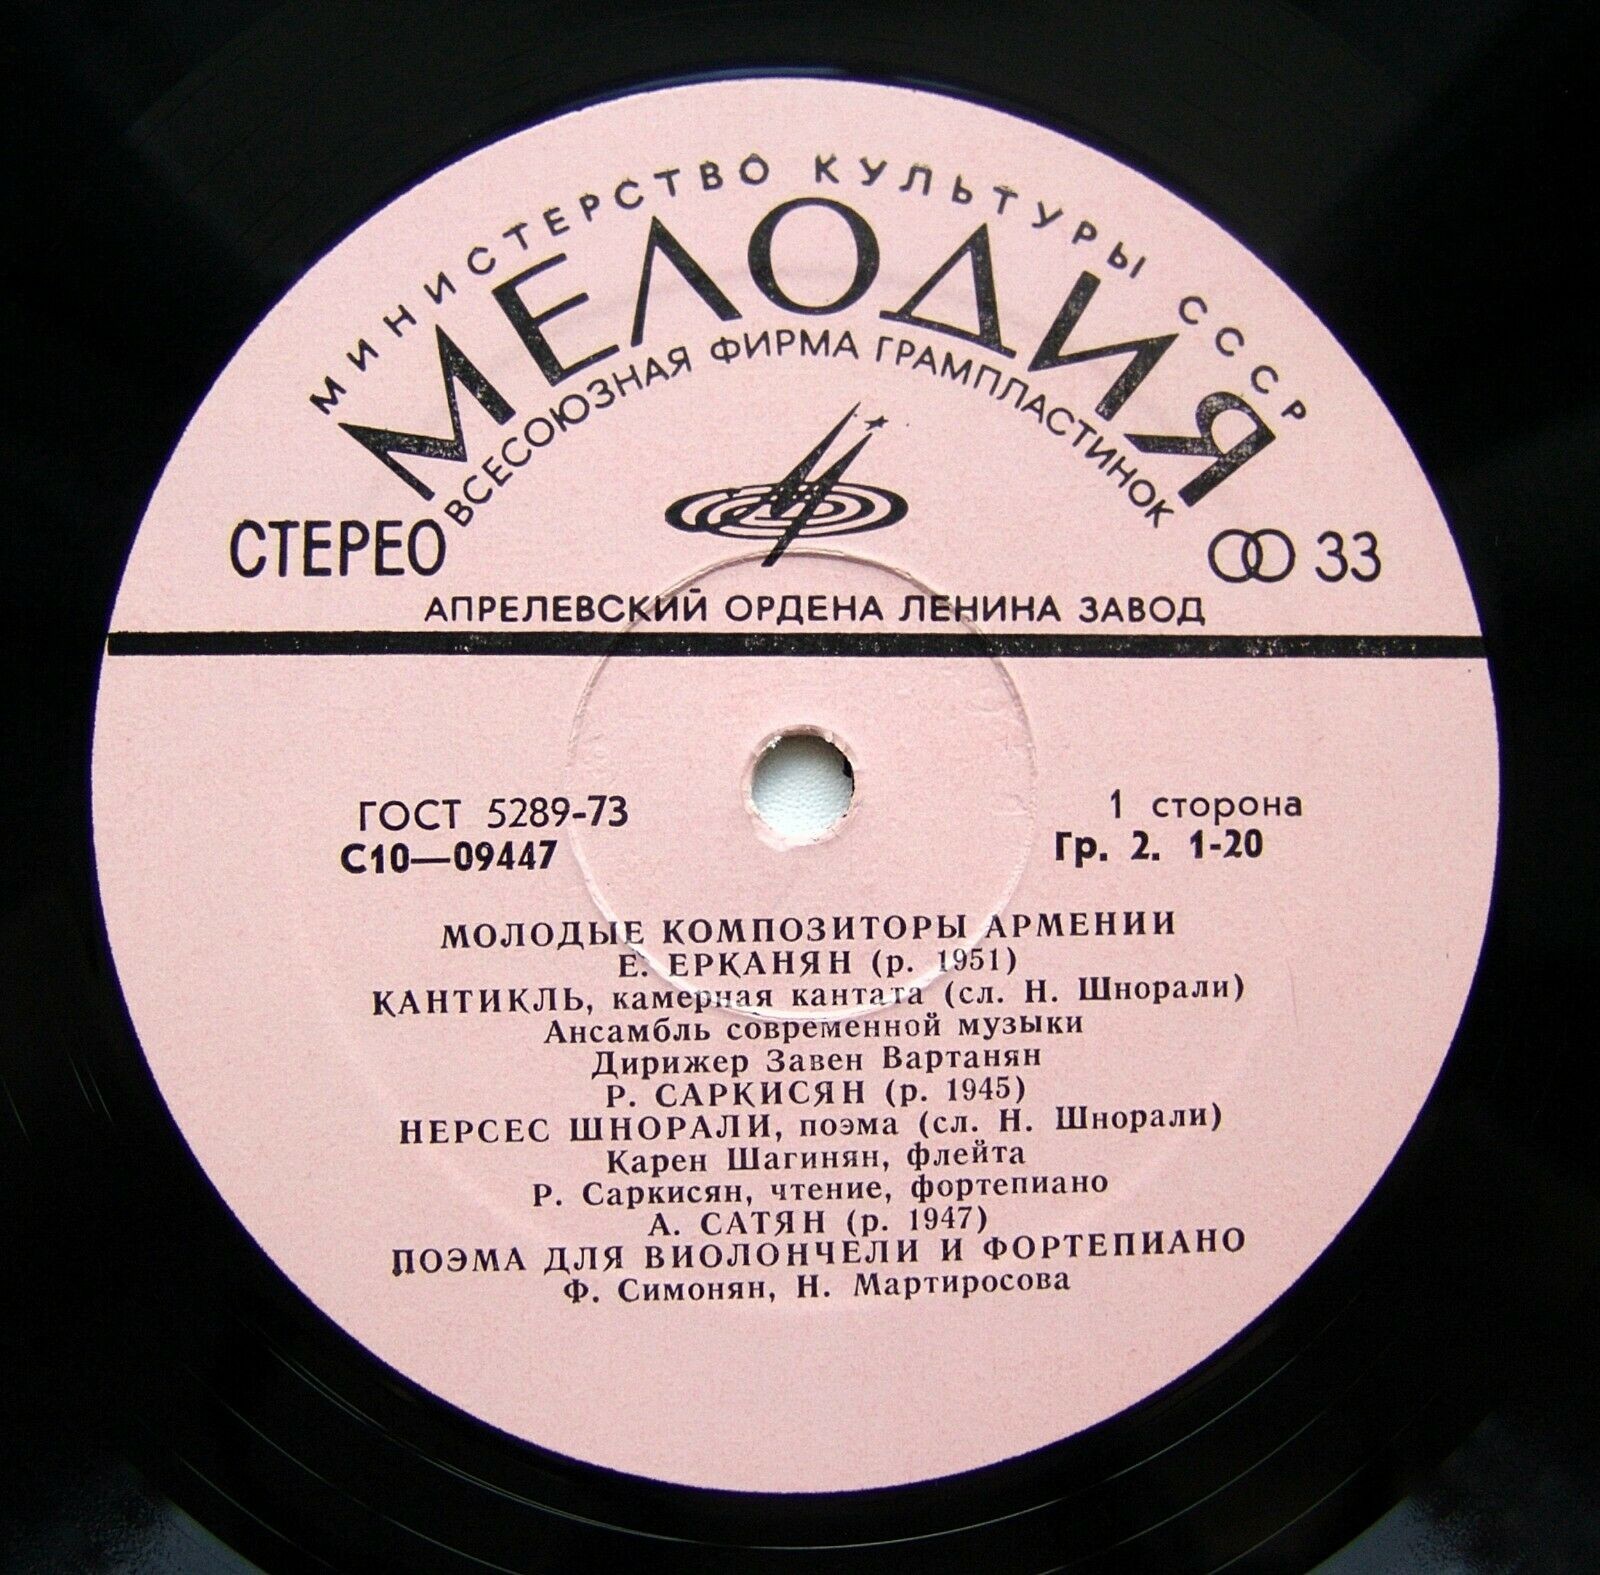 МИНИСТЕРСТВО КУЛЬТУРЫ СССР
МЕЛОДИЯ
ВСЕСОЮЗНАЯ ФИРМА ГРАМПЛАСТИНОК
СТЕРЕО
33
АПРЕЛЕВСКИЙ ОРДЕНА ЛЕНИНА ЗАВОД
ГОСТ 5289-73
С10—09447
1 сторона
Гр. 2. 1-20
МОЛОДЫЕ КОМПОЗИТОРЫ АРМЕНИИ
Е. ЕРКАНЯН (р. 1951)
КАНТИКЛЬ, камерная кантата (сл. Н. Шнорали)
Ансамбль современной музыки
Дирижер Завен Вартанян
Р. САРКИСЯН (р. 1945)
НЕРСЕС ШНОРАЛИ, поэма (сл. Н. Шнорали)
Карен Шагинян, флейта
Р. Саркисян, чтение, фортепиано
А. САТЯН (р. 1947)
ПОЭМА ДЛЯ ВИОЛОНЧЕЛИ И ФОРТЕПИАНО
Ф. Симонян, Н. Мартиросова